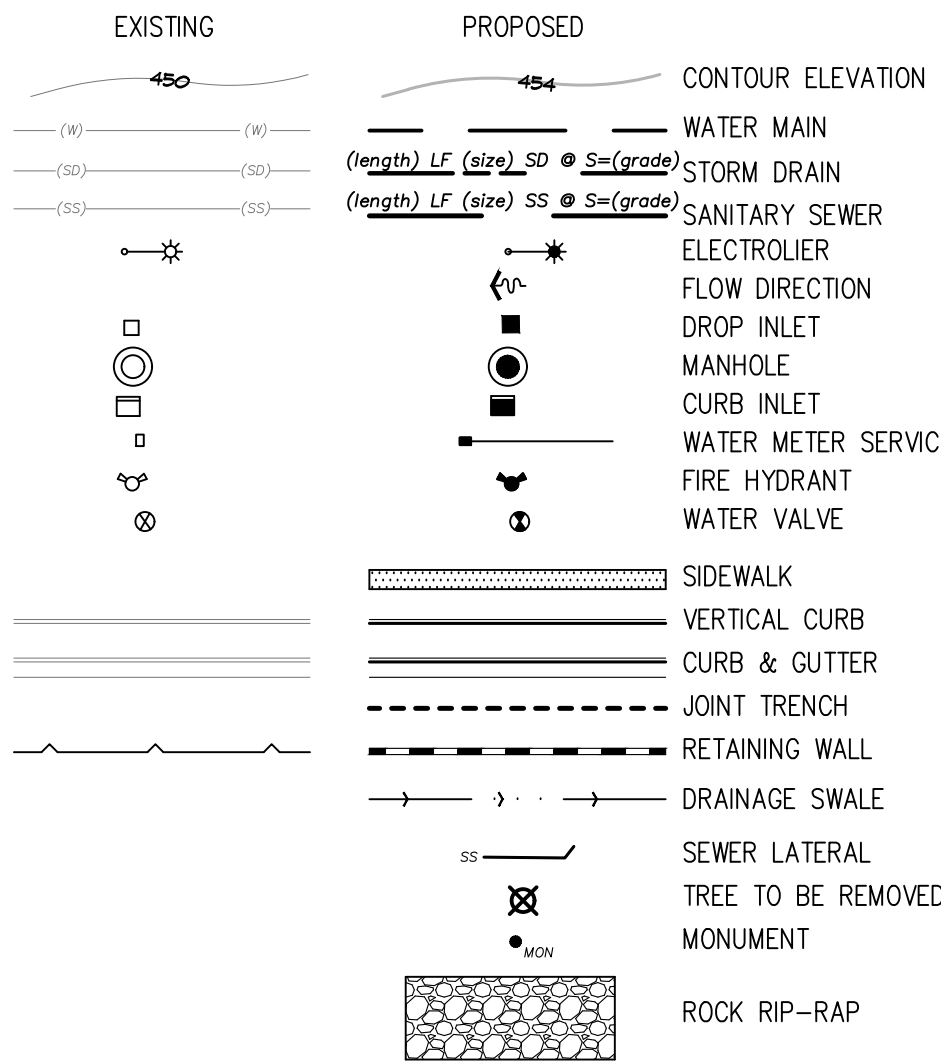 EXISTING PROPOSED
450 454 CONTOUR ELEVATION
(W) (W) WATER MAIN
(SD) (SD) (length) LF (size) SD @ S=(grade) STORM DRAIN
(SS) (SS) (length) LF (size) SS @ S=(grade) SANITARY SEWER
ELECTROLIER
FLOW DIRECTION
DROP INLET
MANHOLE
CURB INLET
WATER METER SERVIC
FIRE HYDRANT
WATER VALVE
SIDEWALK
VERTICAL CURB
CURB & GUTTER
JOINT TRENCH
RETAINING WALL
DRAINAGE SWALE
SS SEWER LATERAL
TREE TO BE REMOVED
MON MONUMENT
ROCK RIP-RAP